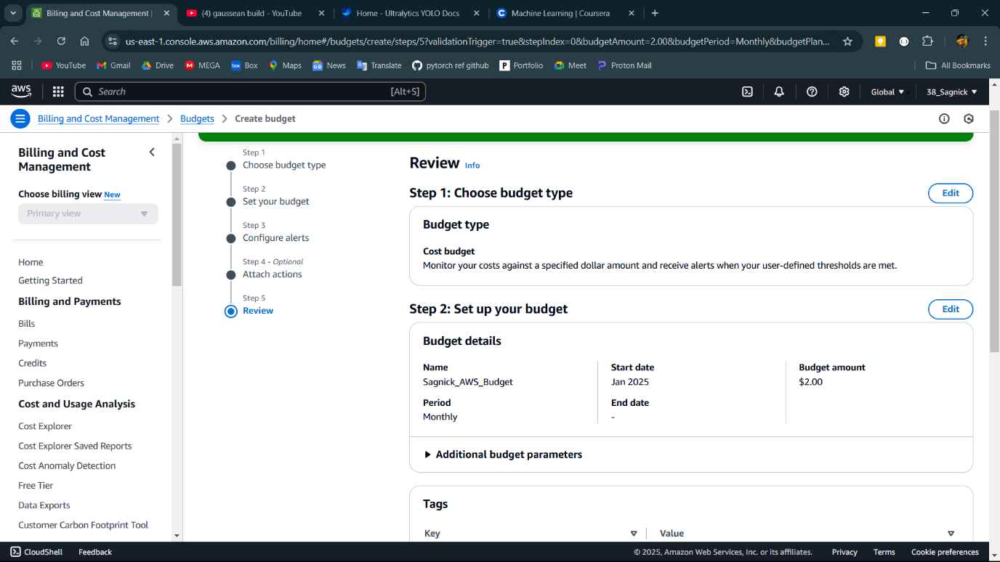 Billing and Cost Management |
(4) gaussean build - YouTube
Home - Ultralytics YOLO Docs
Machine Learning | Coursera
us-east-1.console.aws.amazon.com/billing/home#/budgets/create/steps/5?validationTrigger=true&stepIndex=0&budgetAmount=2.00&budgetPeriod=Monthly&budgetPlan...
YouTube
Gmail
Drive
MEGA
Box
Maps
News
Translate
pytorch ref github
Portfolio
Meet
Proton Mail
All Bookmarks
aws
Search
[Alt+S]
Global
38_Sagnick
Billing and Cost Management
Budgets
Create budget
Billing and Cost
Management
Choose billing view New
Primary view
Home
Getting Started
Billing and Payments
Bills
Payments
Credits
Purchase Orders
Cost and Usage Analysis
Cost Explorer
Cost Explorer Saved Reports
Cost Anomaly Detection
Free Tier
Data Exports
Customer Carbon Footprint Tool
Step 1
Choose budget type
Step 2
Set your budget
Step 3
Configure alerts
Step 4 - Optional
Attach actions
Step 5
Review
Review Info
Step 1: Choose budget type
Edit
Budget type
Cost budget
Monitor your costs against a specified dollar amount and receive alerts when your user-defined thresholds are met.
Step 2: Set up your budget
Edit
Budget details
Name
Sagnick_AWS_Budget
Period
Monthly
Start date
Jan 2025
End date
-
Budget amount
$2.00
Additional budget parameters
Tags
Key
Value
CloudShell
Feedback
© 2025, Amazon Web Services, Inc. or its affiliates.
Privacy
Terms
Cookie preferences